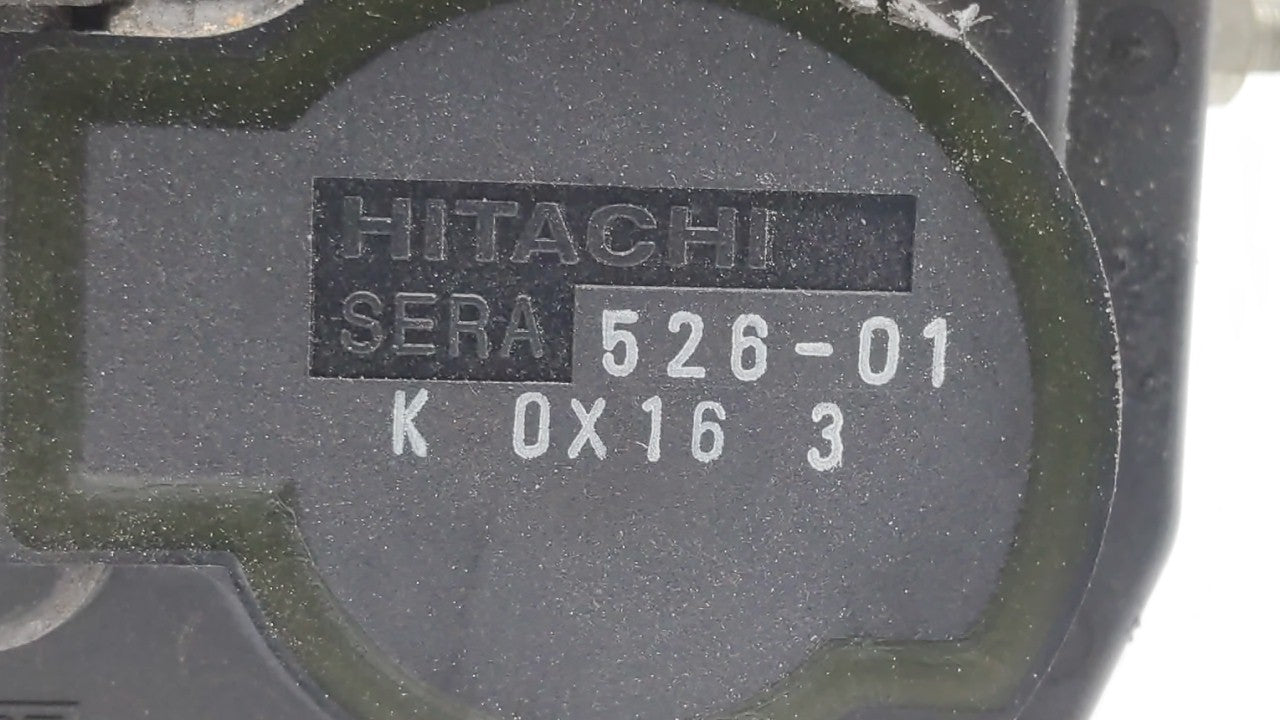 HITACHI
SERA 526-01
K 0X16 3